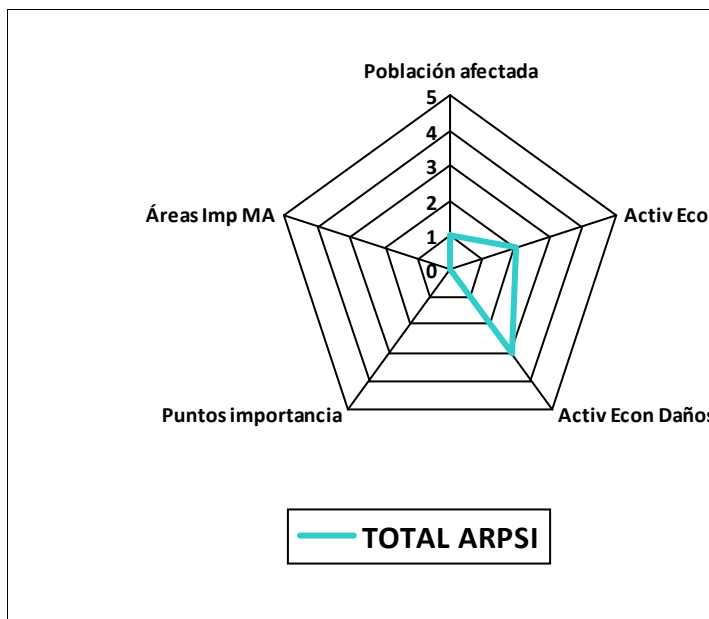 Población afectada
5
4
3
2
1
0
Áreas Imp MA
Activ Eco
Puntos importancia
Activ Econ Daños
TOTAL ARPSI